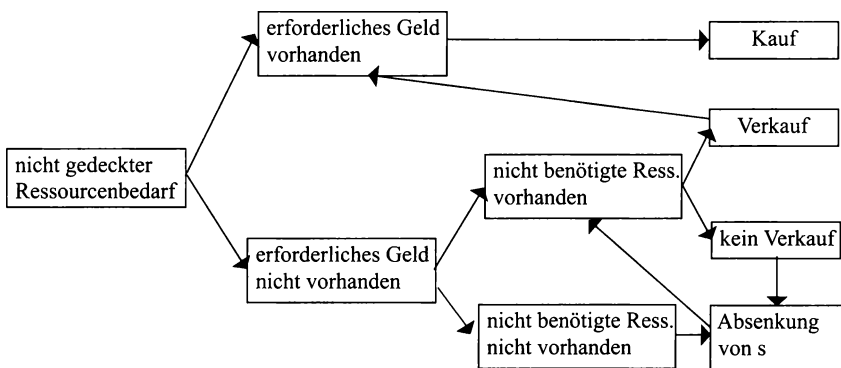 erforderliches Geld
vorhanden
Kauf
Verkauf
nicht gedeckter
Ressourcenbedarf
nicht benötigte Ress.
vorhanden
kein Verkauf
erforderliches Geld
nicht vorhanden
nicht benötigte Ress.
nicht vorhanden
Absenkung
von s